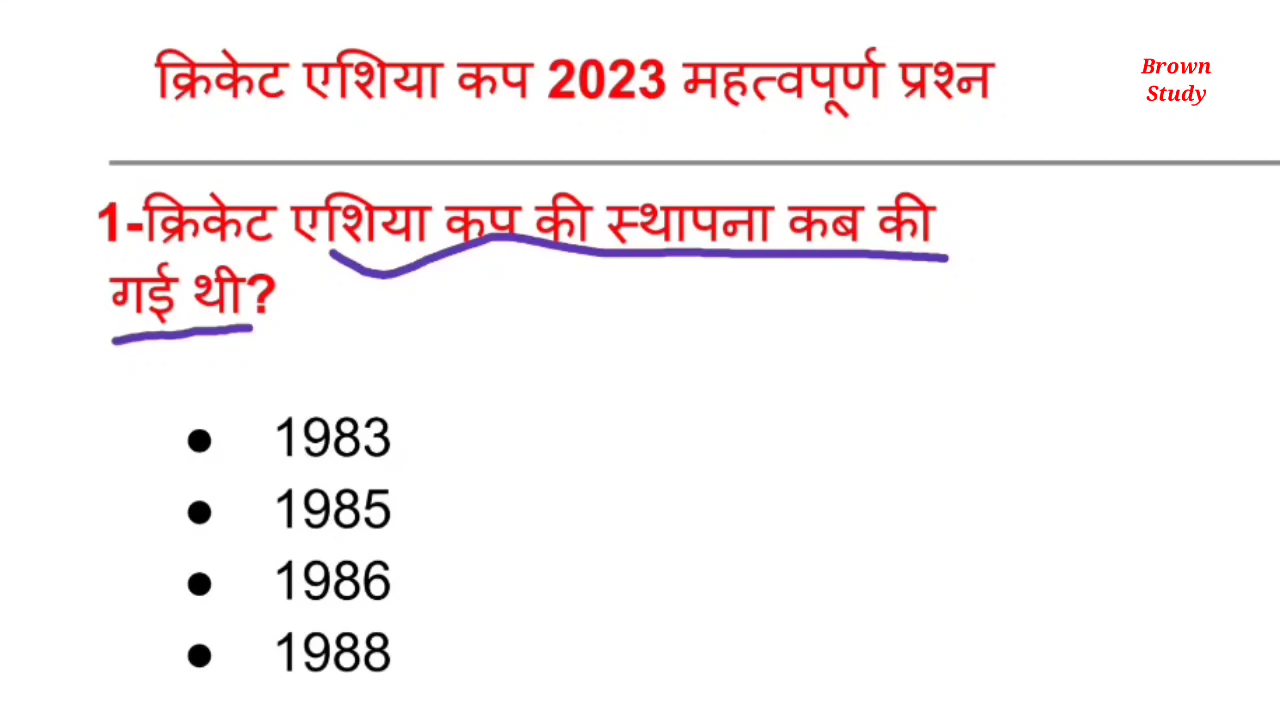 क्रिकेट एशिया कप 2023 महत्वपूर्ण प्रश्न
Brown
Study
1-क्रिकेट एशिया कप की स्थापना कब की
गई थी?
● 1983
● 1985
● 1986
● 1988